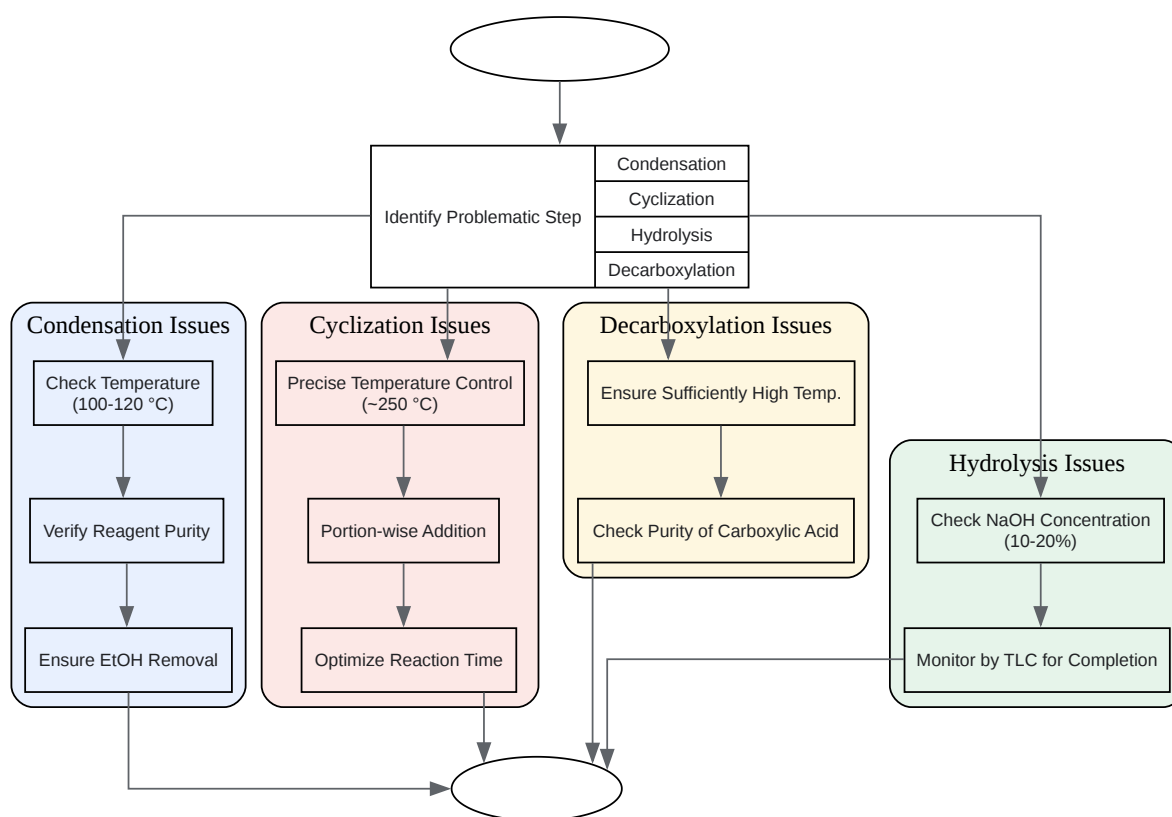 Identify Problematic Step
Condensation
Cyclization
Hydrolysis
Decarboxylation
Condensation Issues
Check Temperature
(100-120 °C)
Verify Reagent Purity
Ensure EtOH Removal
Cyclization Issues
Precise Temperature Control
(~250 °C)
Portion-wise Addition
Optimize Reaction Time
Decarboxylation Issues
Ensure Sufficiently High Temp.
Check Purity of Carboxylic Acid
Hydrolysis Issues
Check NaOH Concentration
(10-20%)
Monitor by TLC for Completion